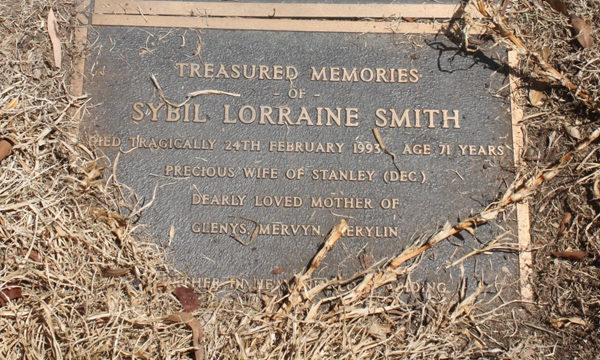 TREASURED MEMORIES
- OF -
SYBIL LORRAINE SMITH
DIED TRAGICALLY 24TH FEBRUARY 1993 AGE 71 YEARS
PRECIOUS WIFE OF STANLEY (DEC)
DEARLY LOVED MOTHER OF
GLENYS, MERVYN,
IN